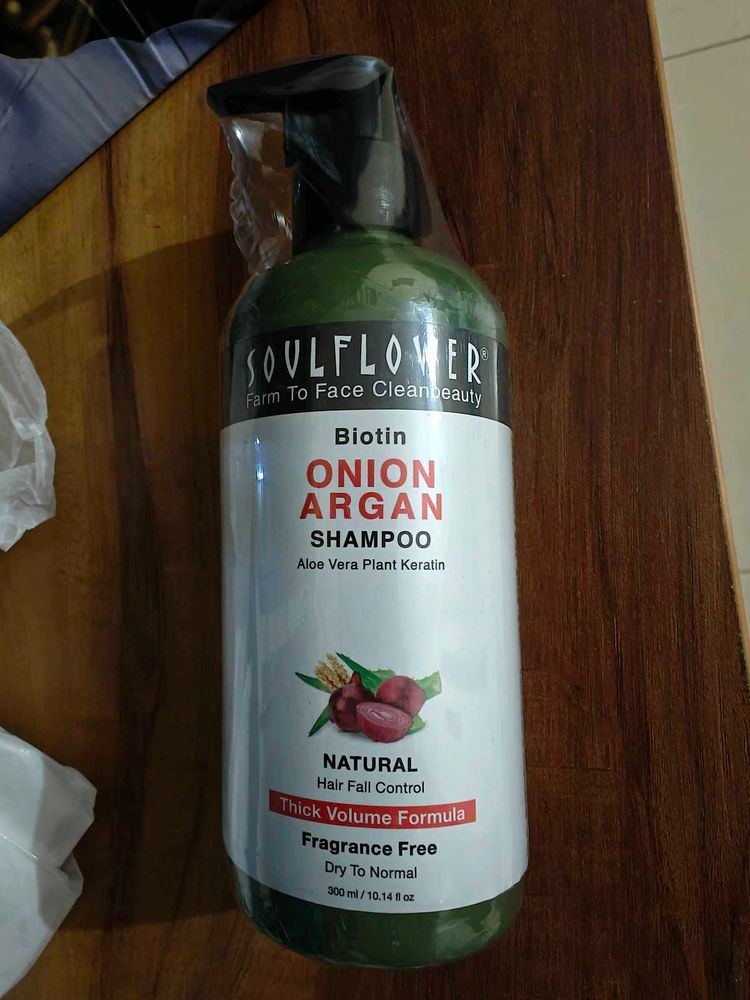 SOULFLOWER®
Farm To Face Cleanbeauty
Biotin
ONION
ARGAN
SHAMPOO
Aloe Vera Plant Keratin
NATURAL
Hair Fall Control
Thick Volume Formula
Fragrance Free
Dry To Normal
300 ml / 10.14 fl oz